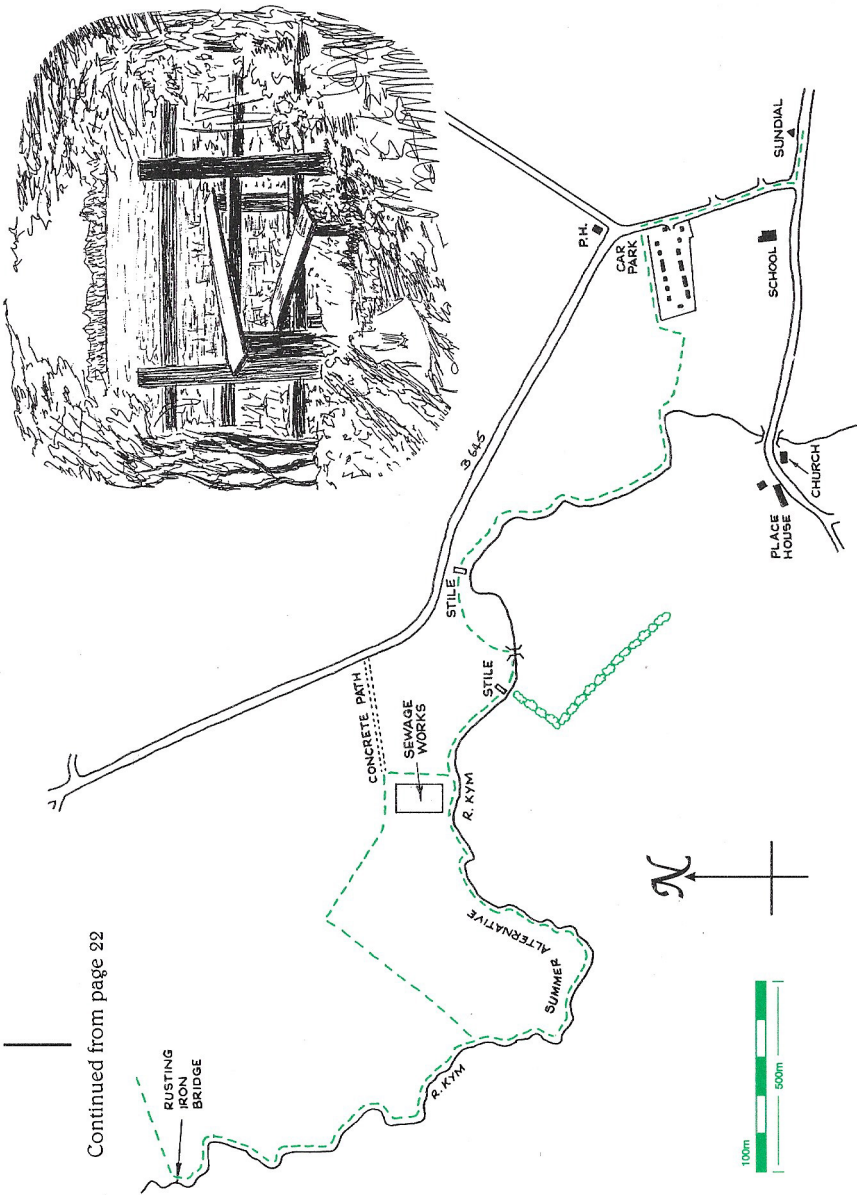 Continued from page 22
RUSTING
IRON
BRIDGE
R. KYM
SUMMER
ALTERNATIVE
R. KYM
SEWAGE
WORKS
CONCRETE PATH
STILE
STILE
B 645
P.H.
CAR
PARK
SCHOOL
SUNDIAL
PLACE
HOUSE
CHURCH
N
100m
500m